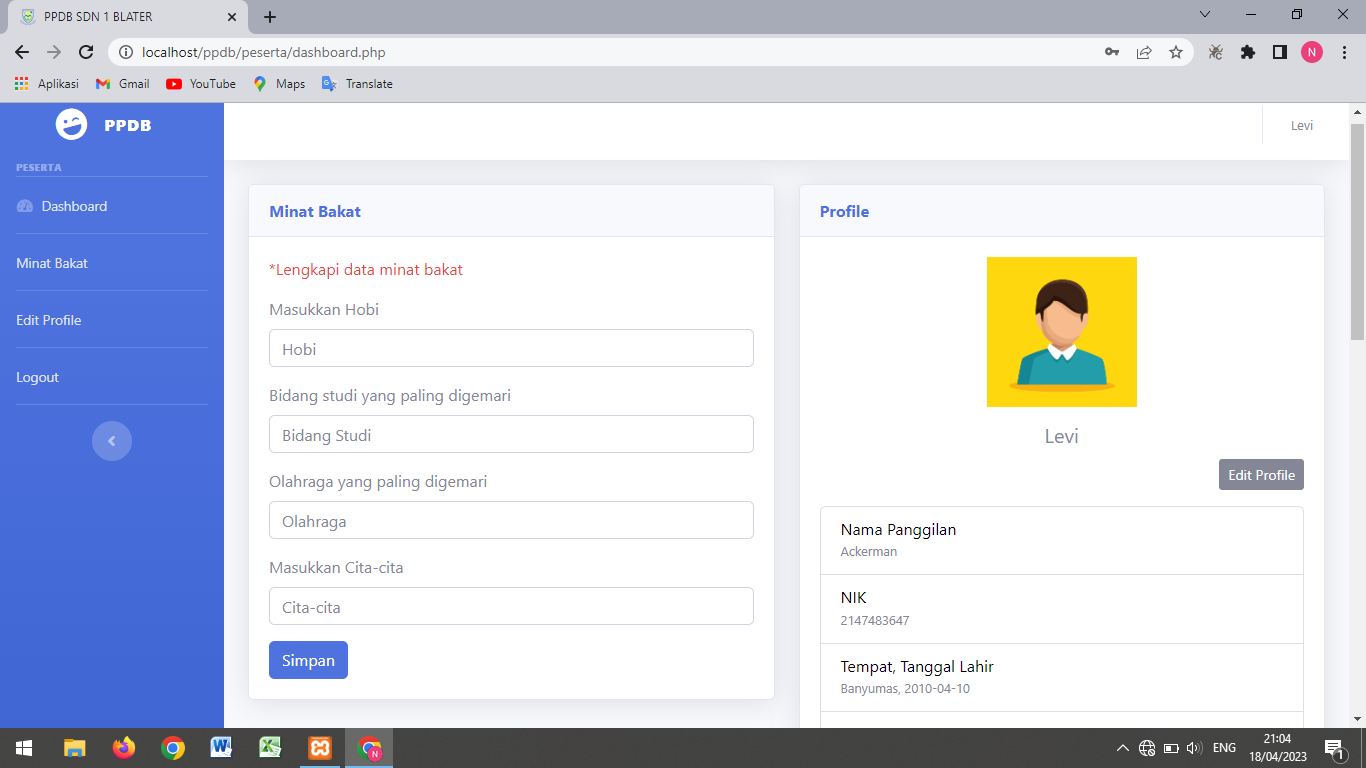 PPDB SDN 1 BLATER
localhost/ppdb/peserta/dashboard.php
N
Aplikasi
Gmail
YouTube
Maps
Translate
PPDB
Levi
PESERTA
Dashboard
Minat Bakat
Edit Profile
Logout
Minat Bakat
*Lengkapi data minat bakat
Masukkan Hobi
Hobi
Bidang studi yang paling digemari
Bidang Studi
Olahraga yang paling digemari
Olahraga
Masukkan Cita-cita
Cita-cita
Simpan
Profile
Levi
Edit Profile
Nama Panggilan
Ackerman
NIK
2147483647
Tempat, Tanggal Lahir
Banyumas, 2010-04-10
N
ENG
21:04
18/04/2023
1